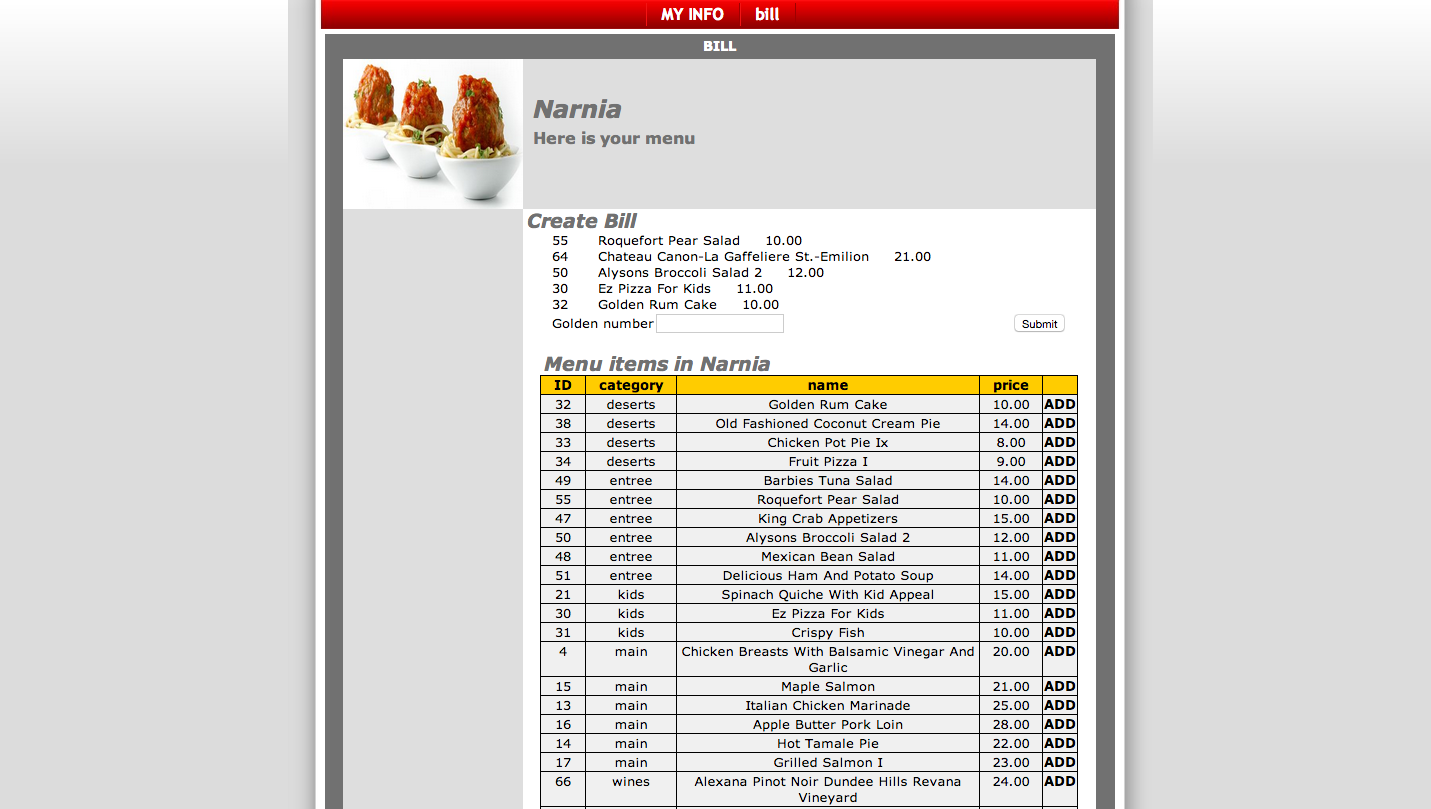 MY INFO bill
BILL
Narnia
Here is your menu
Create Bill
55 Roquefort Pear Salad 10.00
64 Chateau Canon-La Gaffeliere St.-Emilion 21.00
50 Alysons Broccoli Salad 2 12.00
30 Ez Pizza For Kids 11.00
32 Golden Rum Cake 10.00
Golden number Submit
Menu items in Narnia
ID category name price
32 deserts Golden Rum Cake 10.00 ADD
38 deserts Old Fashioned Coconut Cream Pie 14.00 ADD
33 deserts Chicken Pot Pie Ix 8.00 ADD
34 deserts Fruit Pizza I 9.00 ADD
49 entree Barbies Tuna Salad 14.00 ADD
55 entree Roquefort Pear Salad 10.00 ADD
47 entree King Crab Appetizers 15.00 ADD
50 entree Alysons Broccoli Salad 2 12.00 ADD
48 entree Mexican Bean Salad 11.00 ADD
51 entree Delicious Ham And Potato Soup 14.00 ADD
21 kids Spinach Quiche With Kid Appeal 15.00 ADD
30 kids Ez Pizza For Kids 11.00 ADD
31 kids Crispy Fish 10.00 ADD
4 main Chicken Breasts With Balsamic Vinegar And 20.00 ADD
Garlic
15 main Maple Salmon 21.00 ADD
13 main Italian Chicken Marinade 25.00 ADD
16 main Apple Butter Pork Loin 28.00 ADD
14 main Hot Tamale Pie 22.00 ADD
17 main Grilled Salmon I 23.00 ADD
66 wines Alexana Pinot Noir Dundee Hills Revana 24.00 ADD
Vineyard